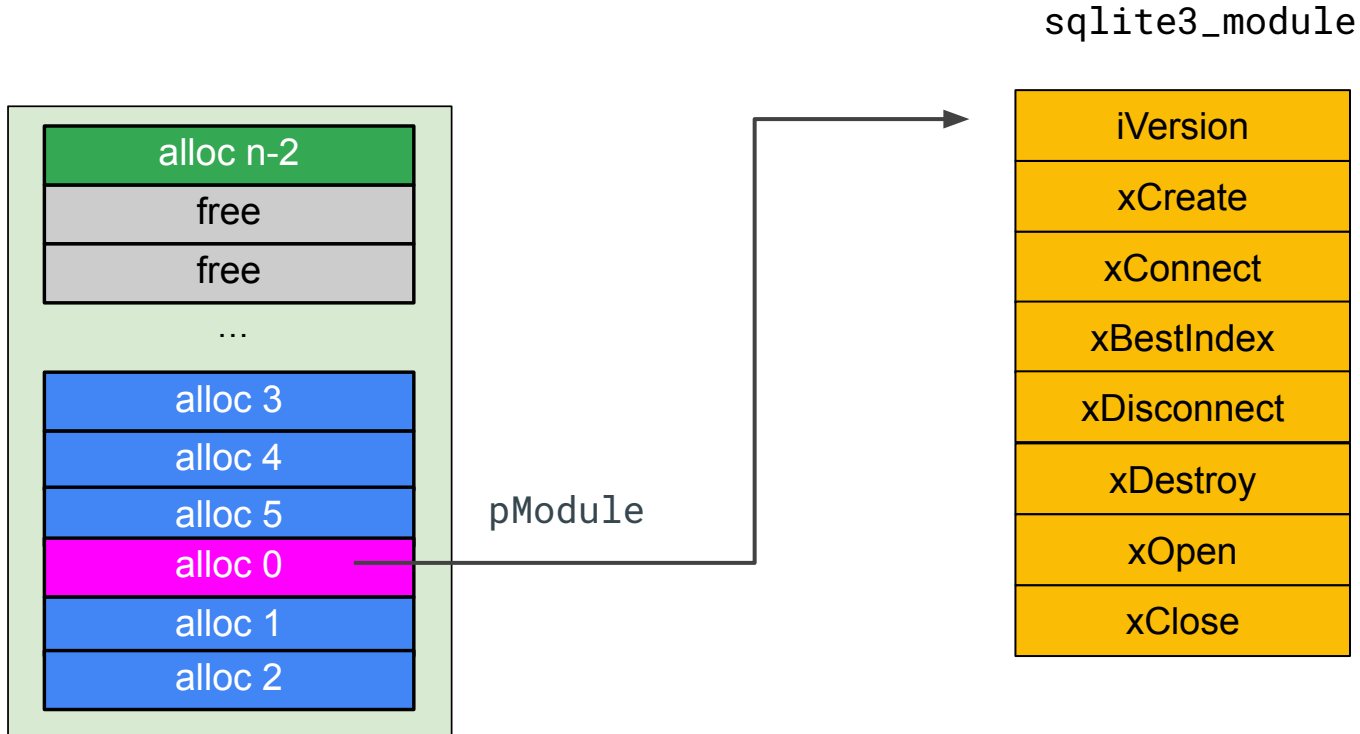 sqlite3_module
alloc n-2
free
free
...
alloc 3
alloc 4
alloc 5
alloc 0
alloc 1
alloc 2
pModule
iVersion
xCreate
xConnect
xBestIndex
xDisconnect
xDestroy
xOpen
xClose